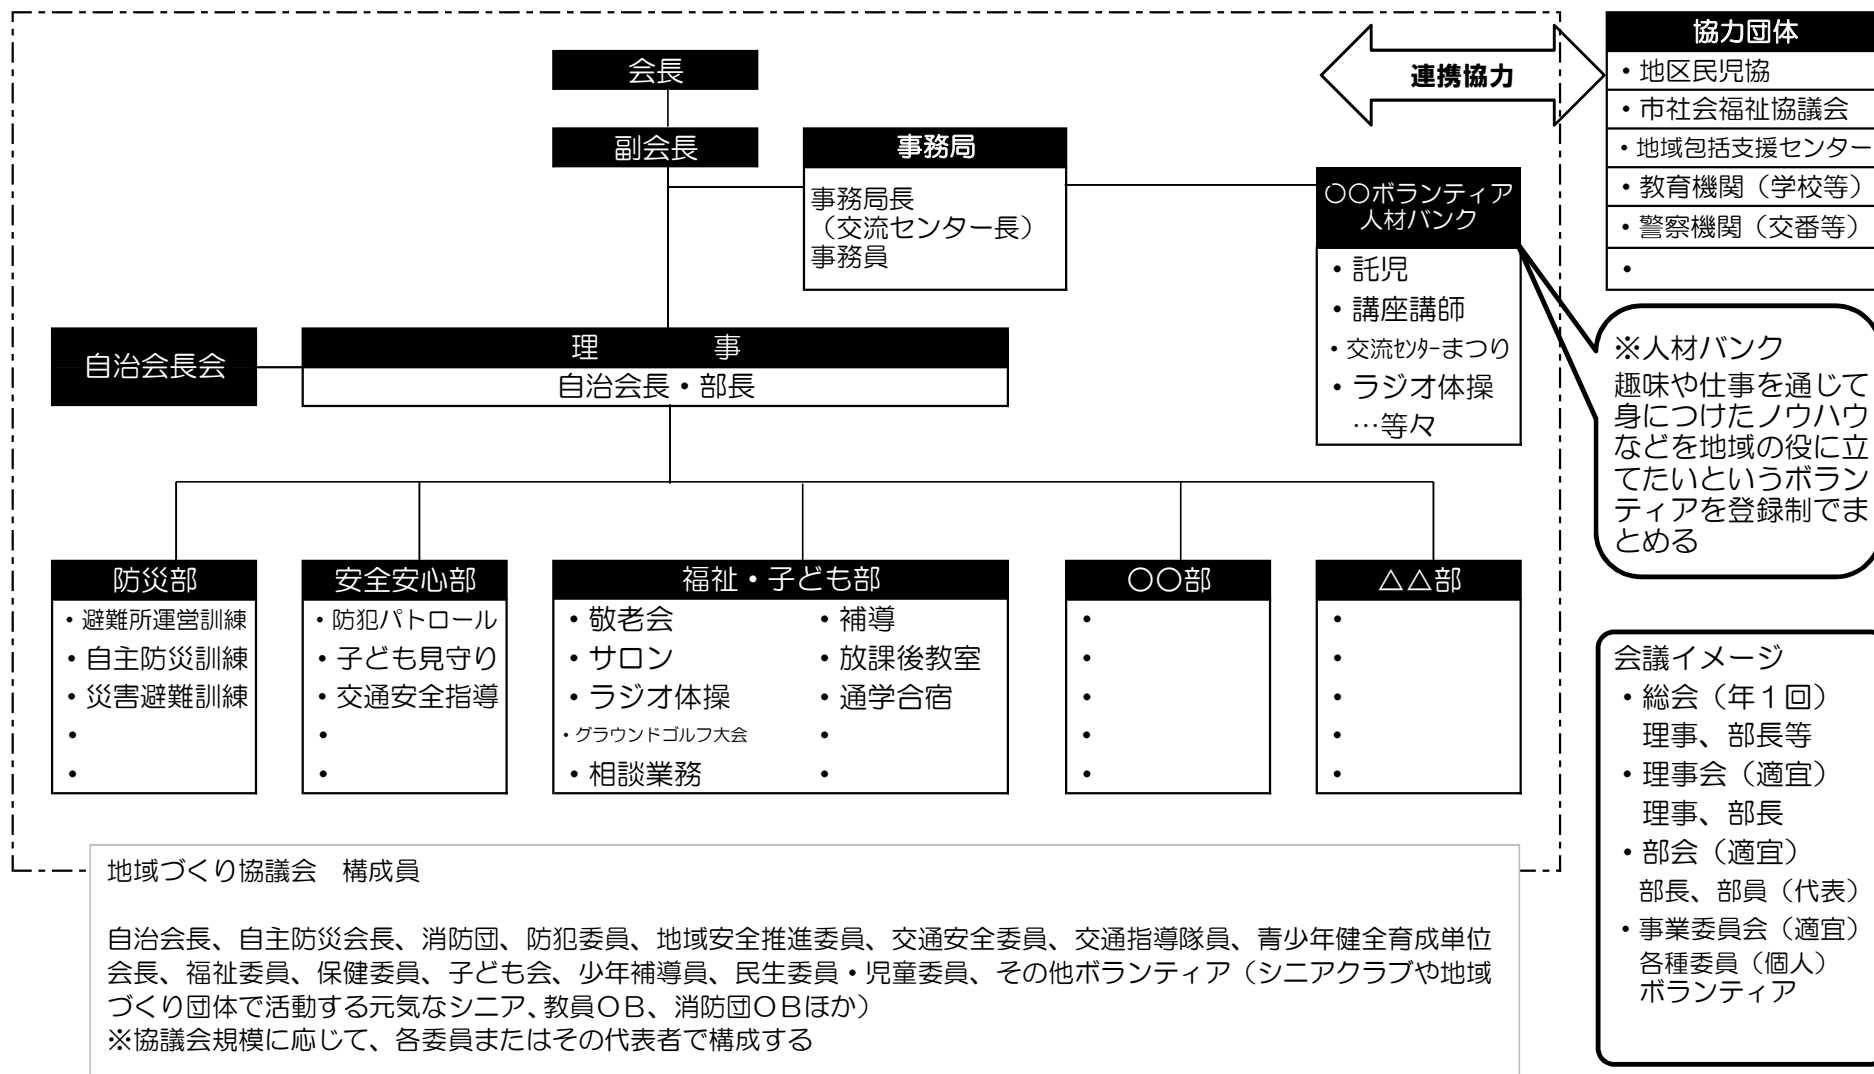 会長
副会長
事務局
事務局長
（交流センター長）
事務員
連携協力
協力団体
・地区民児協
・市社会福祉協議会
・地域包括支援センター
・教育機関（学校等）
・警察機関（交番等）
・
〇〇ボランティア
人材バンク
・託児
・講座講師
・交流ｾﾝﾀｰまつり
・ラジオ体操
…等々
※人材バンク
趣味や仕事を通じて
身につけたノウハウ
などを地域の役に立
てたいというボラン
ティアを登録制でま
とめる
自治会長会
理　事
自治会長・部長
防災部
・避難所運営訓練
・自主防災訓練
・災害避難訓練
・
・
安全安心部
・防犯パトロール
・子ども見守り
・交通安全指導
・
・
福祉・子ども部
・敬老会
・サロン
・ラジオ体操
・グラウンドゴルフ大会
・相談業務
・補導
・放課後教室
・通学合宿
・
・
〇〇部
・
・
・
・
・
△△部
・
・
・
・
・
会議イメージ
・総会（年１回）
理事、部長等
・理事会（適宜）
理事、部長
・部会（適宜）
部長、部員（代表）
・事業委員会（適宜）
各種委員（個人）
ボランティア
地域づくり協議会　構成員
自治会長、自主防災会長、消防団、防犯委員、地域安全推進委員、交通安全委員、交通指導隊員、青少年健全育成単位
会長、福祉委員、保健委員、子ども会、少年補導員、民生委員・児童委員、その他ボランティア（シニアクラブや地域
づくり団体で活動する元気なシニア、教員ＯＢ、消防団ＯＢほか）
※協議会規模に応じて、各委員またはその代表者で構成する